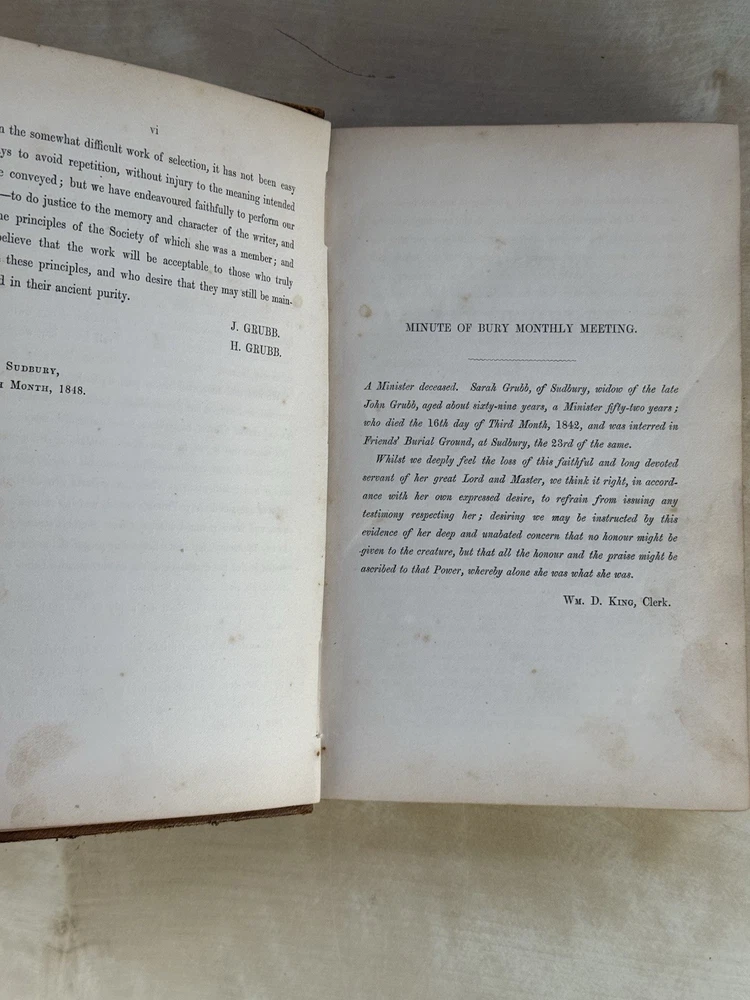 vi
the somewhat difficult work of selection, it has not been easy
to avoid repetition, without injury to the meaning intended
conveyed; but we have endeavoured faithfully to perform our
—to do justice to the memory and character of the writer, and
principles of the Society of which she was a member; and
believe that the work will be acceptable to those who truly
these principles, and who desire that they may still be main-
in their ancient purity.
J. GRUBB.
H. GRUBB.
SUDBURY,
MONTH, 1848.
MINUTE OF BURY MONTHLY MEETING.
A Minister deceased. Sarah Grubb, of Sudbury, widow of the late
John Grubb, aged about sixty-nine years, a Minister fifty-two years;
who died the 16th day of Third Month, 1842, and was interred in
Friends' Burial Ground, at Sudbury, the 23rd of the same.
Whilst we deeply feel the loss of this faithful and long devoted
servant of her great Lord and Master, we think it right, in accord-
ance with her own expressed desire, to refrain from issuing any
testimony respecting her; desiring we may be instructed by this
evidence of her deep and unabated concern that no honour might be
given to the creature, but that all the honour and the praise might be
ascribed to that Power, whereby alone she was what she was.
WM. D. KING, Clerk.